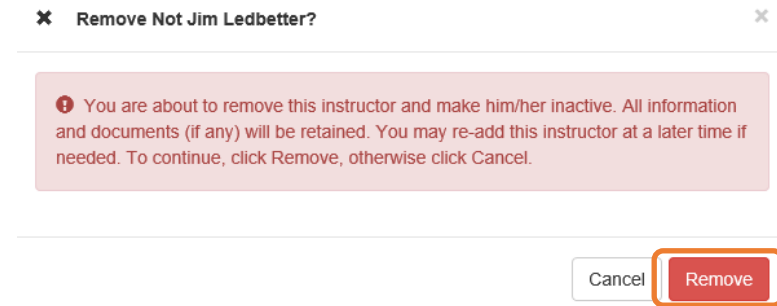 Remove Not Jim Ledbetter?
You are about to remove this instructor and make him/her inactive. All information
and documents (if any) will be retained. You may re-add this instructor at a later time if
needed. To continue, click Remove, otherwise click Cancel.
Cancel Remove